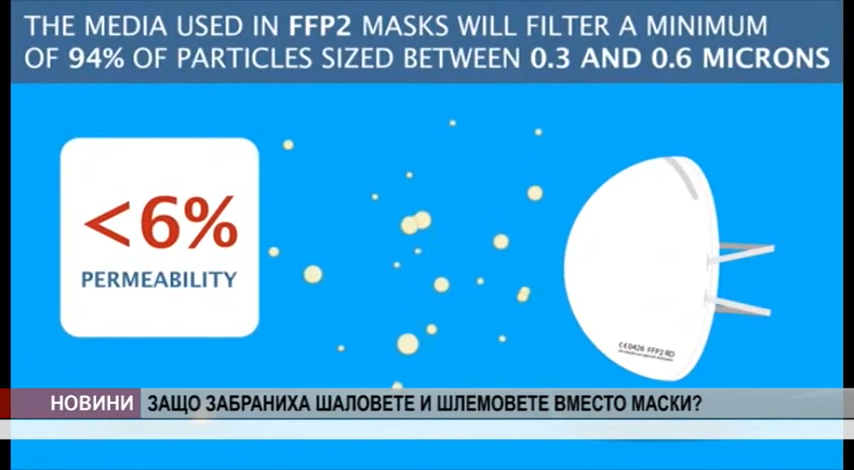 THE MEDIA USED IN FFP2 MASKS WILL FILTER A MINIMUM
OF 94% OF PARTICLES SIZED BETWEEN 0.3 AND 0.6 MICRONS
<6%
PERMEABILITY
CE0426 FFP2 RD
НОВИНИ ЗАЩО ЗАБРАНИХА ШАЛОВЕТЕ И ШЛЕМОВЕТЕ ВМЕСТО МАСКИ?